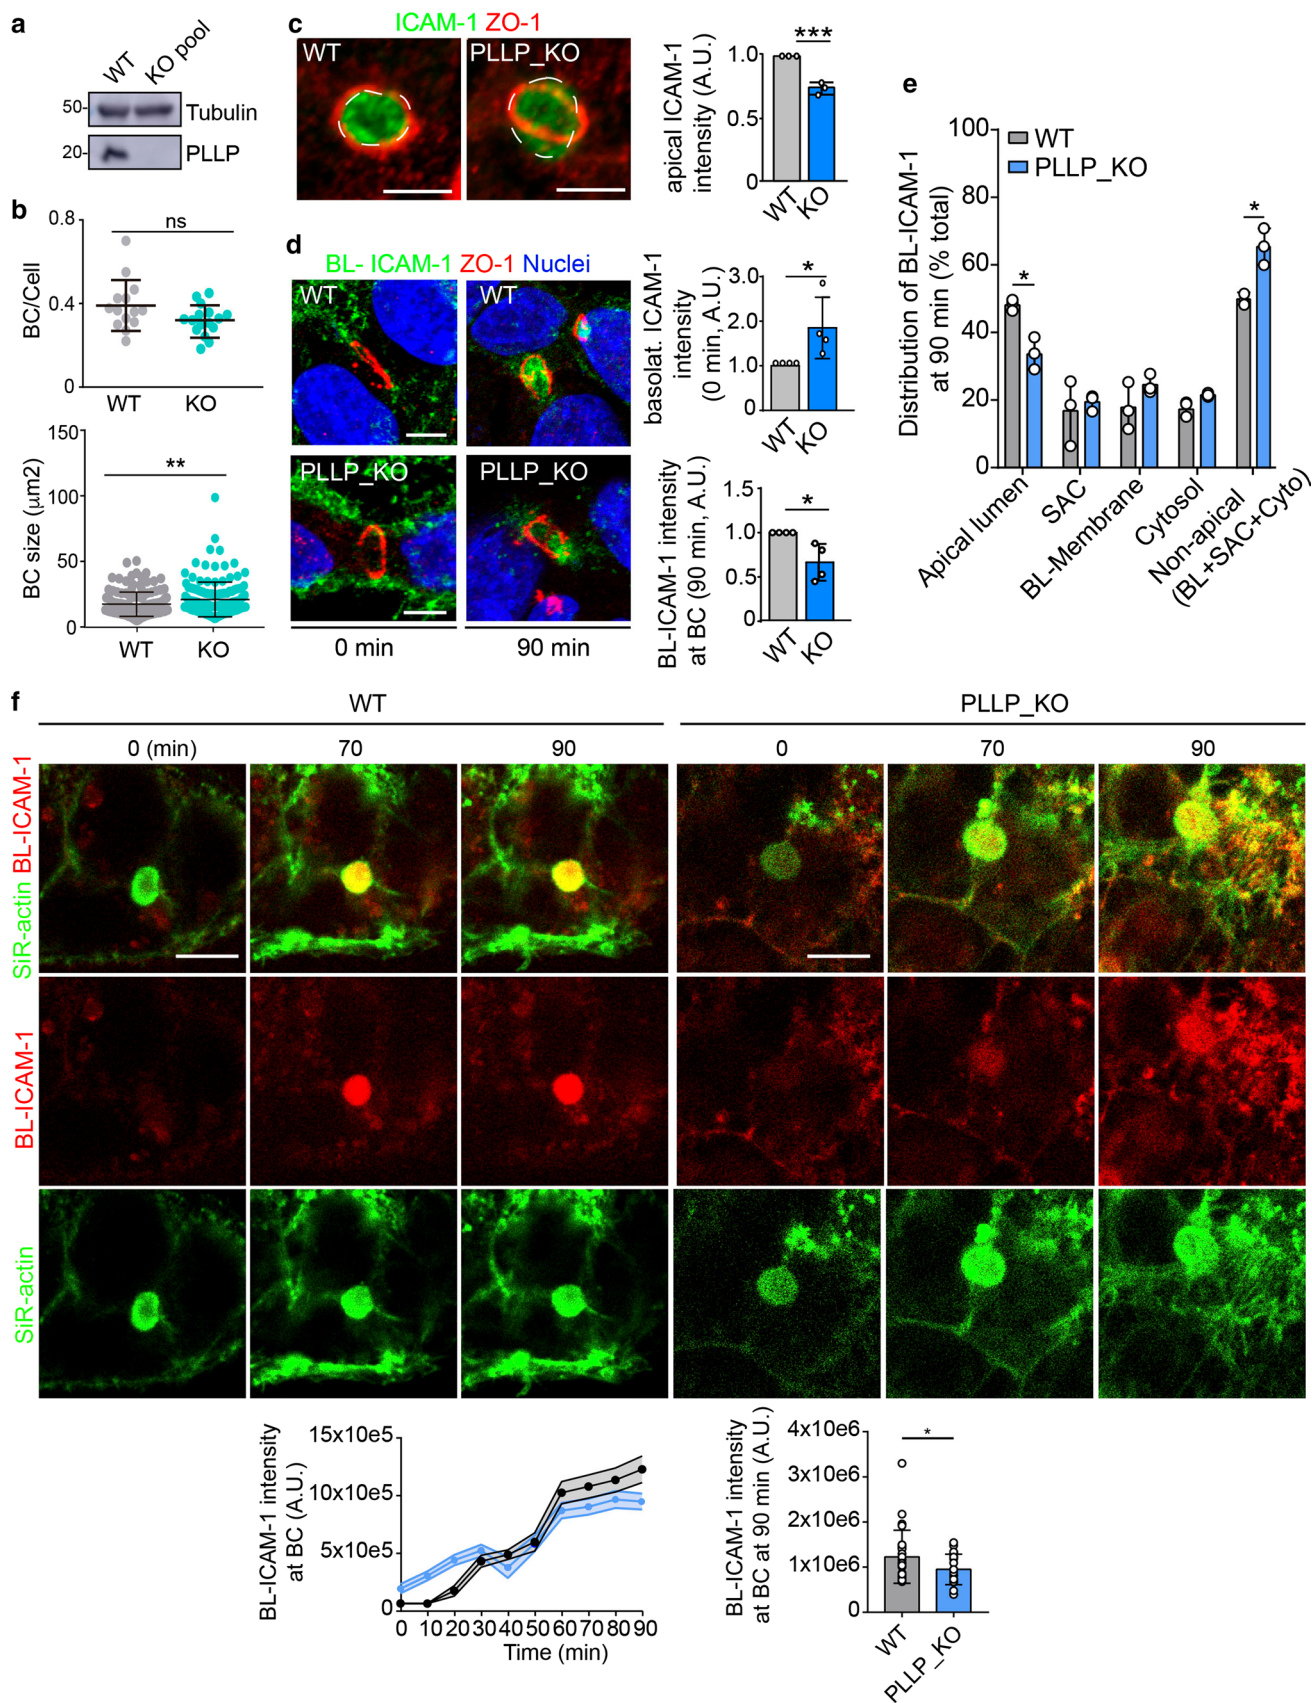 a
WT
KO pool
50-
Tubulin
20-
PLLP
b
0.8
ns
BC/Cell
0.4
0
WT
KO
150
**
BC size (μm2)
100
50
0
WT
KO
c
ICAM-1 ZO-1
WT
PLLP_KO
apical ICAM-1
intensity (A.U.)
1.0
***
0.5
0
WT
KO
d
BL- ICAM-1 ZO-1 Nuclei
WT
WT
PLLP_KO
PLLP_KO
0 min
90 min
basolat. ICAM-1
intensity
(0 min, A.U.)
3.0
*
2.0
1.0
0
WT
KO
BL-ICAM-1 intensity
at BC (90 min, A.U.)
1.5
*
1.0
0.5
0
WT
KO
e
Distribution of BL-ICAM-1
at 90 min (% total)
100
WT
PLLP_KO
80
*
60
*
40
20
0
Apical lumen
SAC
BL-Membrane
Cytosol
Non-apical
(BL+SAC+Cyto)
f
WT
PLLP_KO
0 (min)
70
90
0
70
90
SiR-actin BL-ICAM-1
BL-ICAM-1
SiR-actin
BL-ICAM-1 intensity
at BC (A.U.)
15x10e5
10x10e5
5x10e5
0
0 10 20 30 40 50 60 70 80 90
Time (min)
BL-ICAM-1 intensity
at BC at 90 min (A.U.)
4x10e6
*
3x10e6
2x10e6
1x10e6
0
WT
PLLP_KO